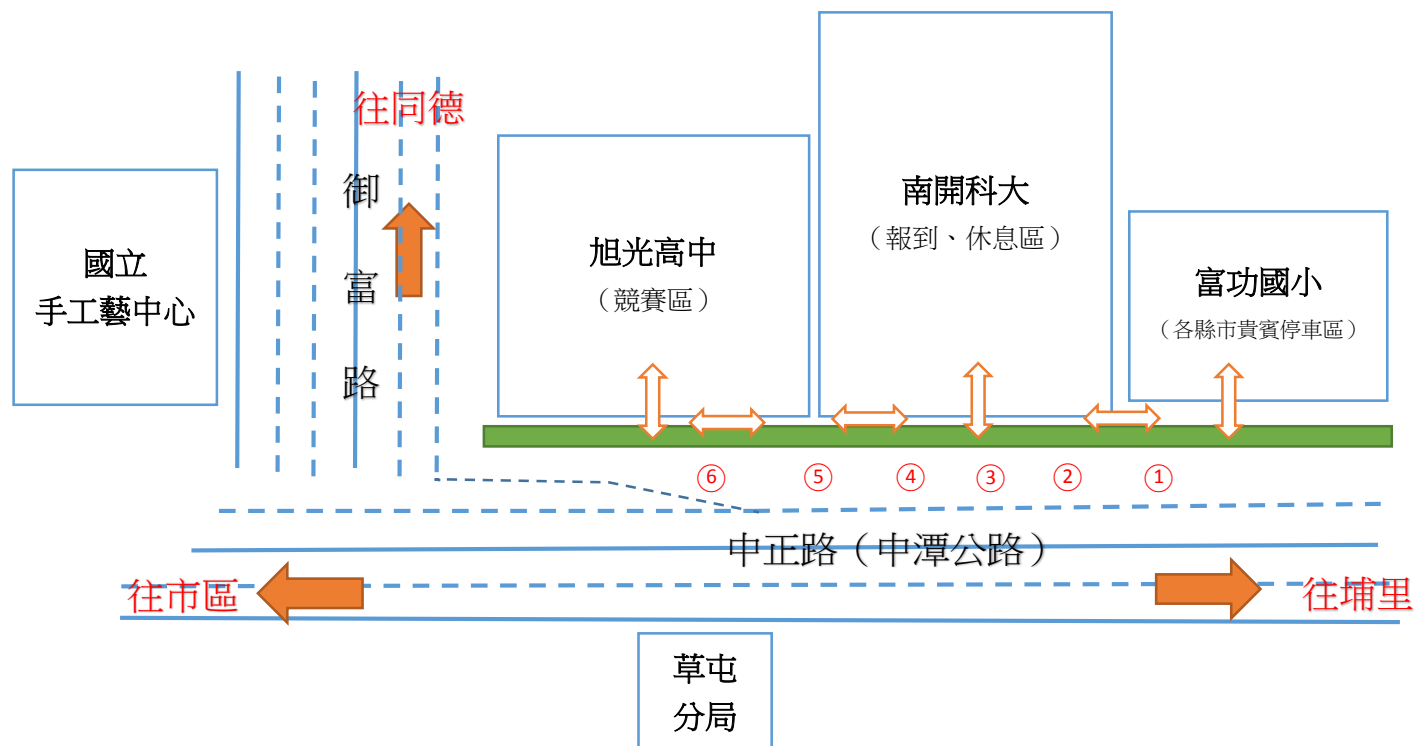 往同德
御
富
路
國立
手工藝中心
旭光高中
（競賽區）
南開科大
（報到、休息區）
富功國小
（各縣市貴賓停車區）
⑥ ⑤ ④ ③ ② ①
中正路（中潭公路）
往市區
往埔里
草屯
分局